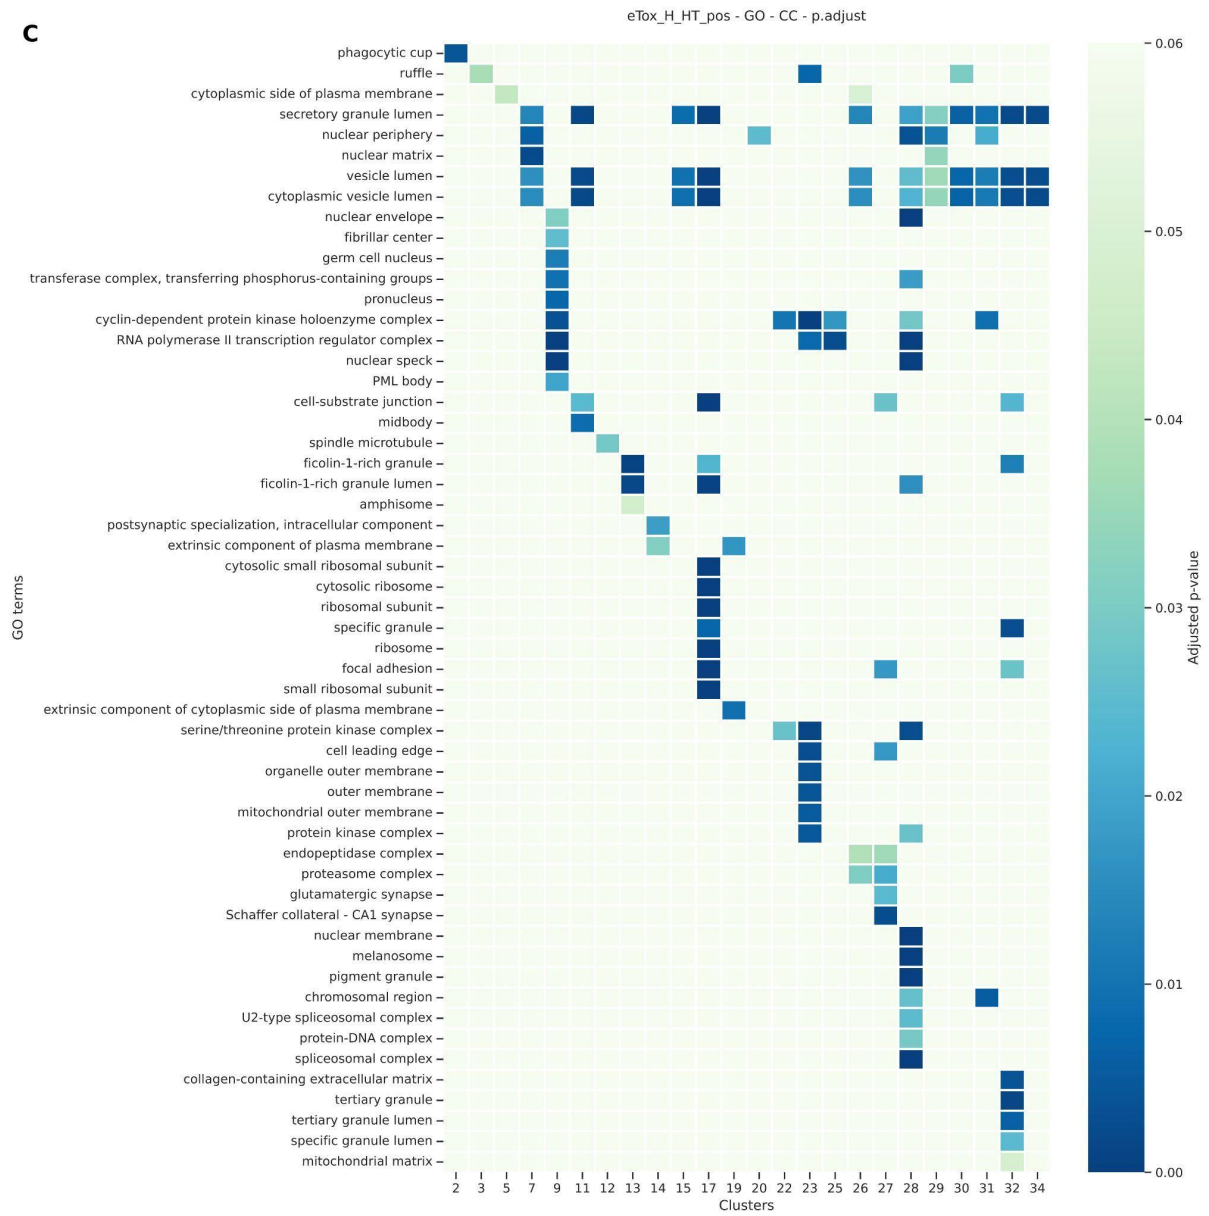 C
eTox_H_HT_pos - GO - CC - p.adjust
GO terms
phagocytic cup
ruffle
cytoplasmic side of plasma membrane
secretory granule lumen
nuclear periphery
nuclear matrix
vesicle lumen
cytoplasmic vesicle lumen
nuclear envelope
fibrillar center
germ cell nucleus
transferase complex, transferring phosphorus-containing groups
pronucleus
cyclin-dependent protein kinase holoenzyme complex
RNA polymerase II transcription regulator complex
nuclear speck
PML body
cell-substrate junction
midbody
spindle microtubule
ficolin-1-rich granule
ficolin-1-rich granule lumen
amphisome
postsynaptic specialization, intracellular component
extrinsic component of plasma membrane
cytosolic small ribosomal subunit
cytosolic ribosome
ribosomal subunit
specific granule
ribosome
focal adhesion
small ribosomal subunit
extrinsic component of cytoplasmic side of plasma membrane
serine/threonine protein kinase complex
cell leading edge
organelle outer membrane
outer membrane
mitochondrial outer membrane
protein kinase complex
endopeptidase complex
proteasome complex
glutamatergic synapse
Schaffer collateral - CA1 synapse
nuclear membrane
melanosome
pigment granule
chromosomal region
U2-type spliceosomal complex
protein-DNA complex
spliceosomal complex
collagen-containing extracellular matrix
tertiary granule
tertiary granule lumen
specific granule lumen
mitochondrial matrix
2 3 5 7 9 11 12 13 14 15 17 19 20 22 23 25 26 27 28 29 30 31 32 34
Clusters
0.06
0.05
0.04
0.03
0.02
0.01
0.00
Adjusted p-value